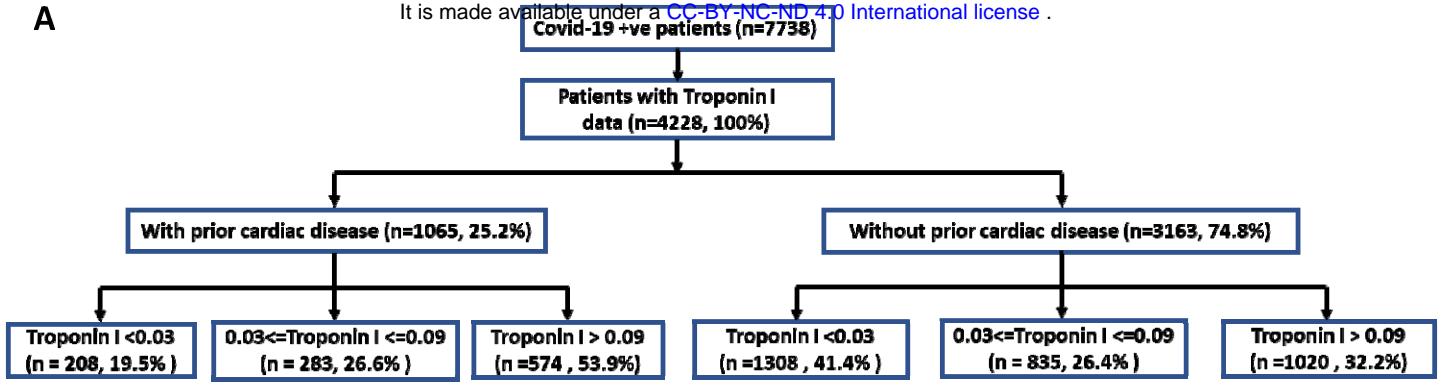 It is made available under a CC-BY-NC-ND 4.0 International license .
A
Covid-19 +ve patients (n=7738)
Patients with Troponin I
data (n=4228, 100%)
With prior cardiac disease (n=1065, 25.2%)
Without prior cardiac disease (n=3163, 74.8%)
Troponin I <0.03
(n = 208, 19.5% )
0.03<=Troponin I <=0.09
(n = 283, 26.6% )
Troponin I > 0.09
(n =574 , 53.9%)
Troponin I <0.03
(n =1308 , 41.4% )
0.03<=Troponin I <=0.09
(n = 835, 26.4% )
Troponin I > 0.09
(n =1020 , 32.2%)